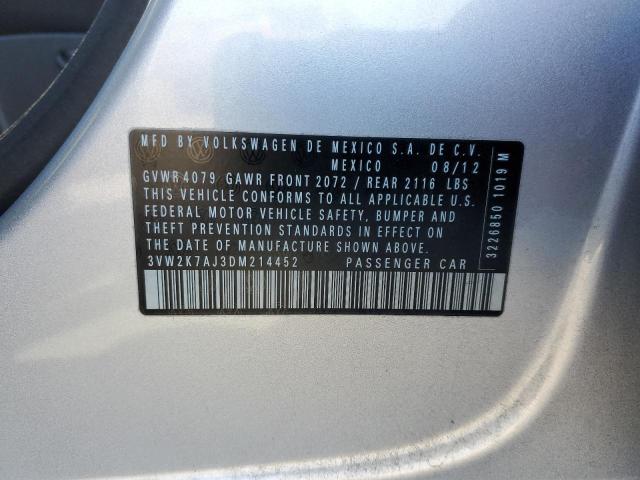 MFD BY VOLKSWAGEN DE MEXICO S.A. DE C.V.
MEXICO 08/12
GVWR 4079 GAWR FRONT 2072 / REAR 2116 LBS
THIS VEHICLE CONFORMS TO ALL APPLICABLE U.S.
FEDERAL MOTOR VEHICLE SAFETY, BUMPER AND
THEFT PREVENTION STANDARDS IN EFFECT ON
DATE OF MANUFACTURE SHOWN ABOVE.
3VW2K7AJ3DM214452 PASSENGER CAR
3226850 1019 M